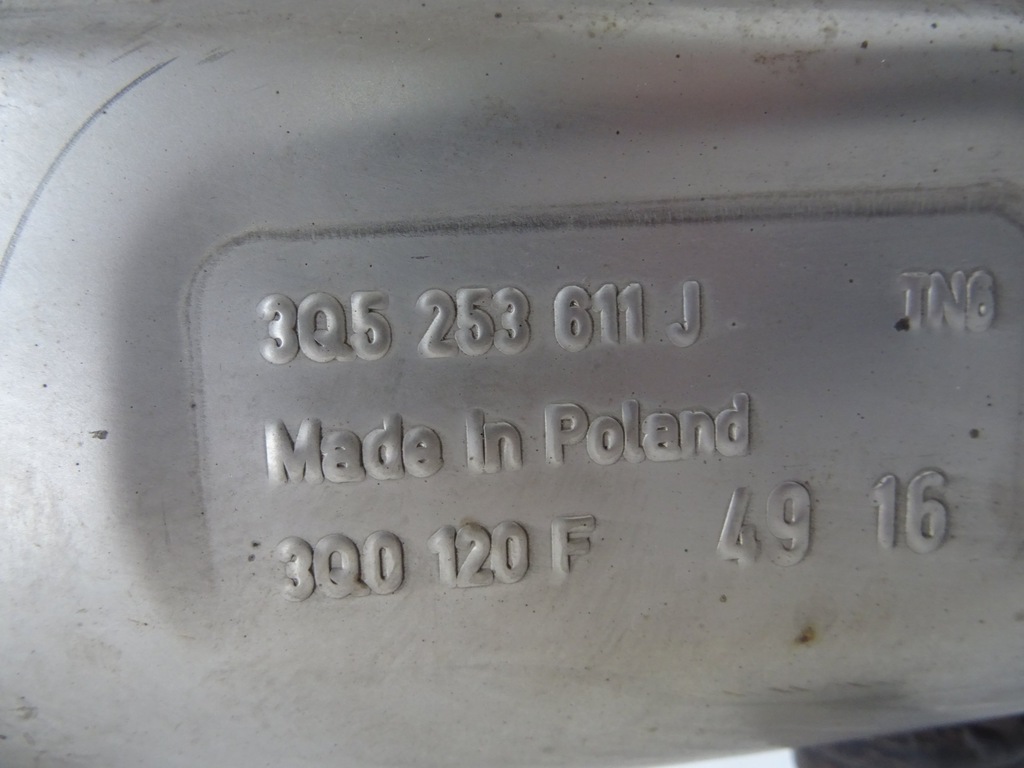 3Q5 253 611 J TN6
Made In Poland
3Q0 120 F 49 16